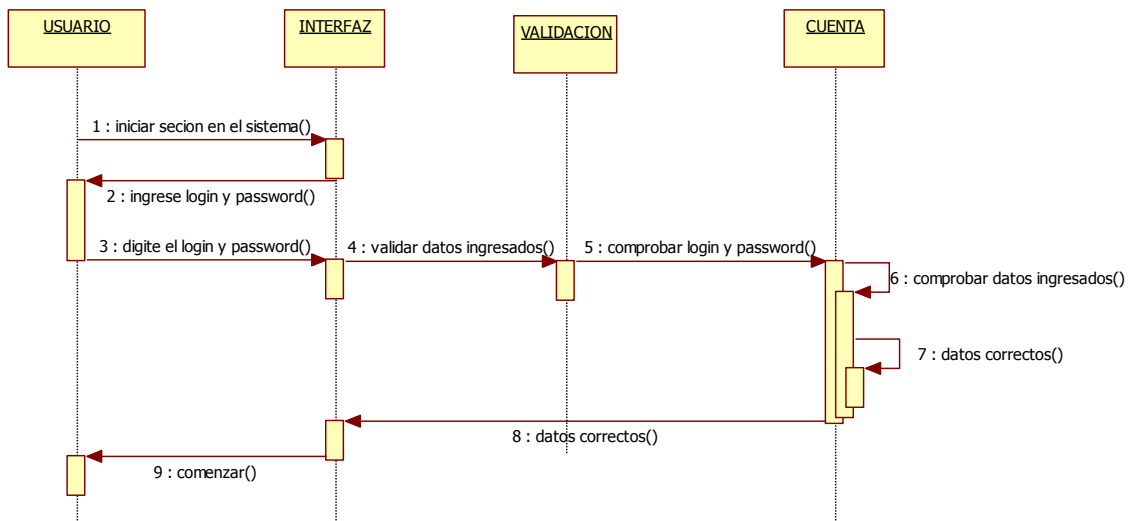 USUARIO
INTERFAZ
VALIDACION
CUENTA
1 : iniciar secion en el sistema()
2 : ingrese login y password()
3 : digite el login y password()
4 : validar datos ingresados()
5 : comprobar login y password()
6 : comprobar datos ingresados()
7 : datos correctos()
8 : datos correctos()
9 : comenzar()